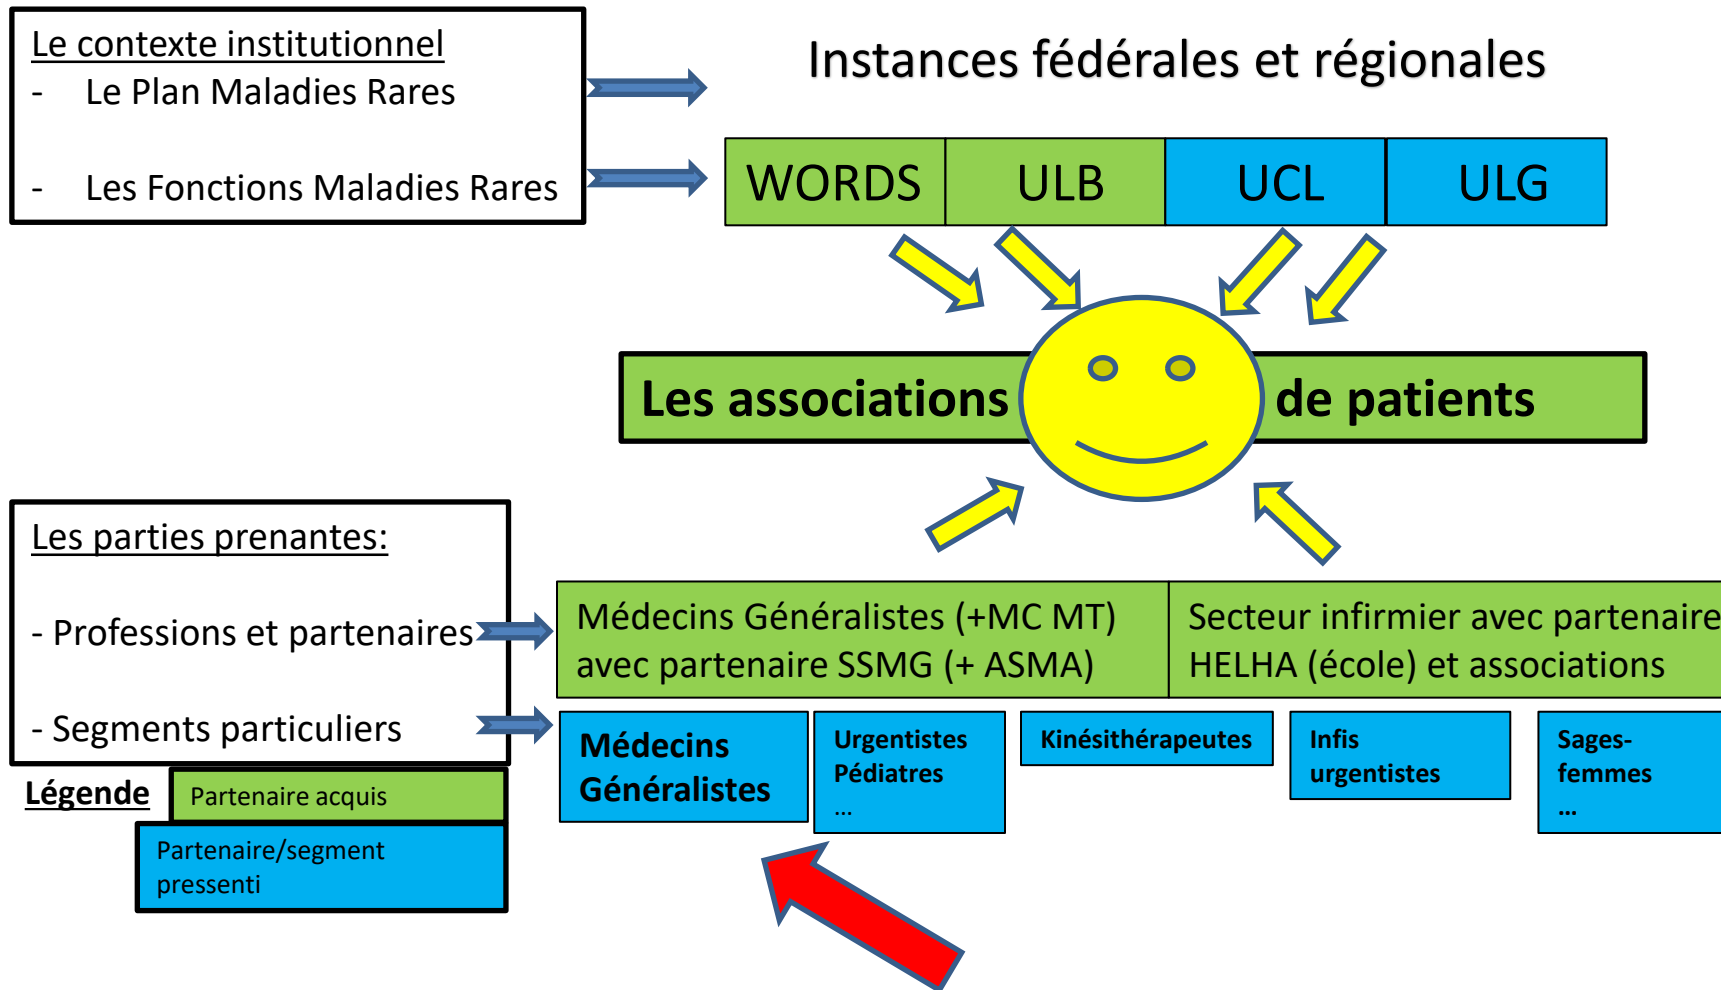 Le contexte institutionnel
- Le Plan Maladies Rares
- Les Fonctions Maladies Rares
Instances fédérales et régionales
WORDS ULB UCL ULG
Les associations de patients
Les parties prenantes:
- Professions et partenaires
- Segments particuliers
Médecins Généralistes (+MC MT)
avec partenaire SSMG (+ ASMA)
Secteur infirmier avec partenaire
HELHA (école) et associations
Médecins
Généralistes
Urgentistes
Pédiatres
...
Kinésithérapeutes
Infis
urgentistes
Sages-
femmes
...
Légende
Partenaire acquis
Partenaire/segment
pressenti